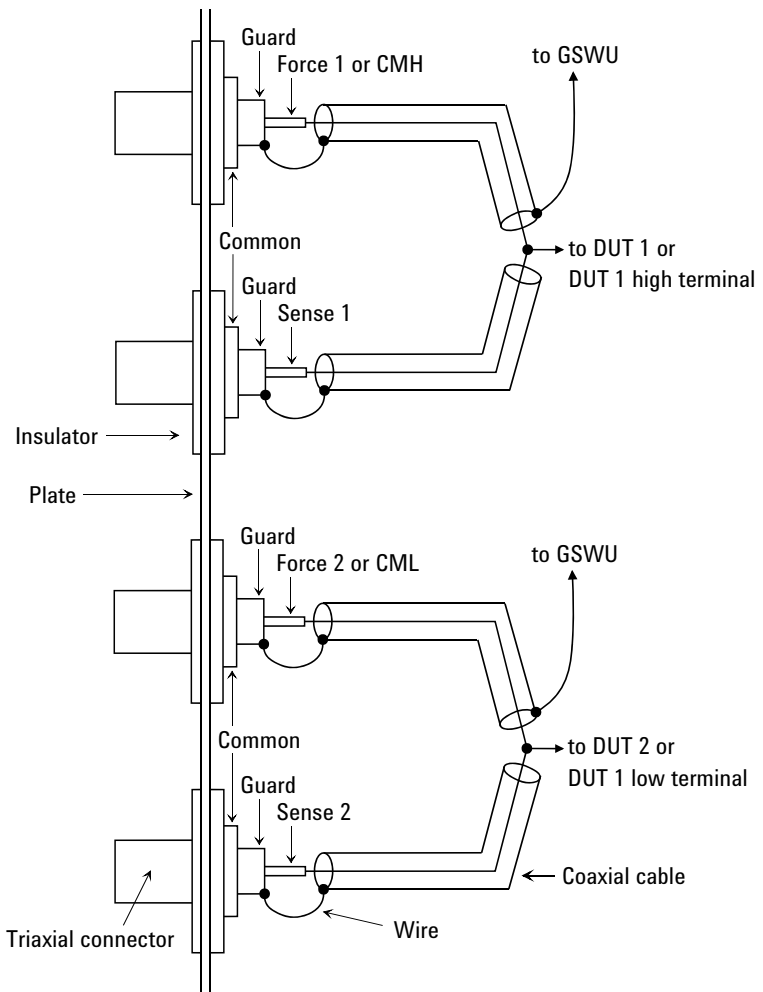 Guard
Force 1 or CMH
to GSWU
Common
to DUT 1 or
DUT 1 high terminal
Guard
Sense 1
Insulator
Plate
Guard
Force 2 or CML
to GSWU
Common
to DUT 2 or
DUT 1 low terminal
Guard
Sense 2
Coaxial cable
Wire
Triaxial connector